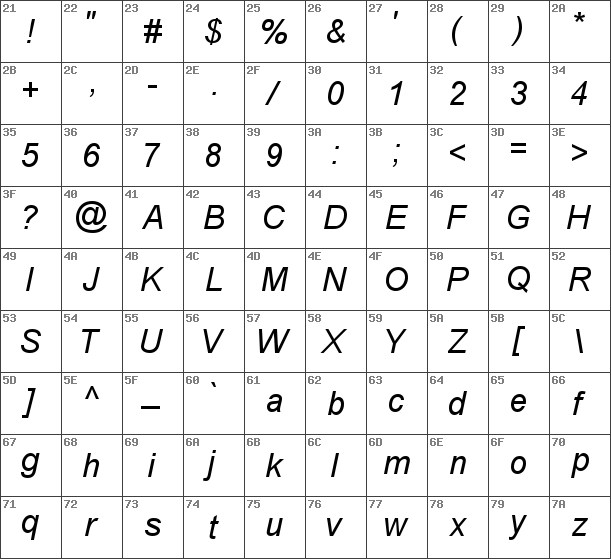 21 22 23 24 25 26 27 28 29 2A
! " # $ % & ' ( ) *
2B 2C 2D 2E 2F 30 31 32 33 34
+ , - . / 0 1 2 3 4
35 36 37 38 39 3A 3B 3C 3D 3E
5 6 7 8 9 : ; < = >
3F 40 41 42 43 44 45 46 47 48
? @ A B C D E F G H
49 4A 4B 4C 4D 4E 4F 50 51 52
I J K L M N O P Q R
53 54 55 56 57 58 59 5A 5B 5C
S T U V W X Y Z [ \
5D 5E 5F 60 61 62 63 64 65 66
] ^ _ ` a b c d e f
67 68 69 6A 6B 6C 6D 6E 6F 70
g h i j k l m n o p
71 72 73 74 75 76 77 78 79 7A
q r s t u v w x y z